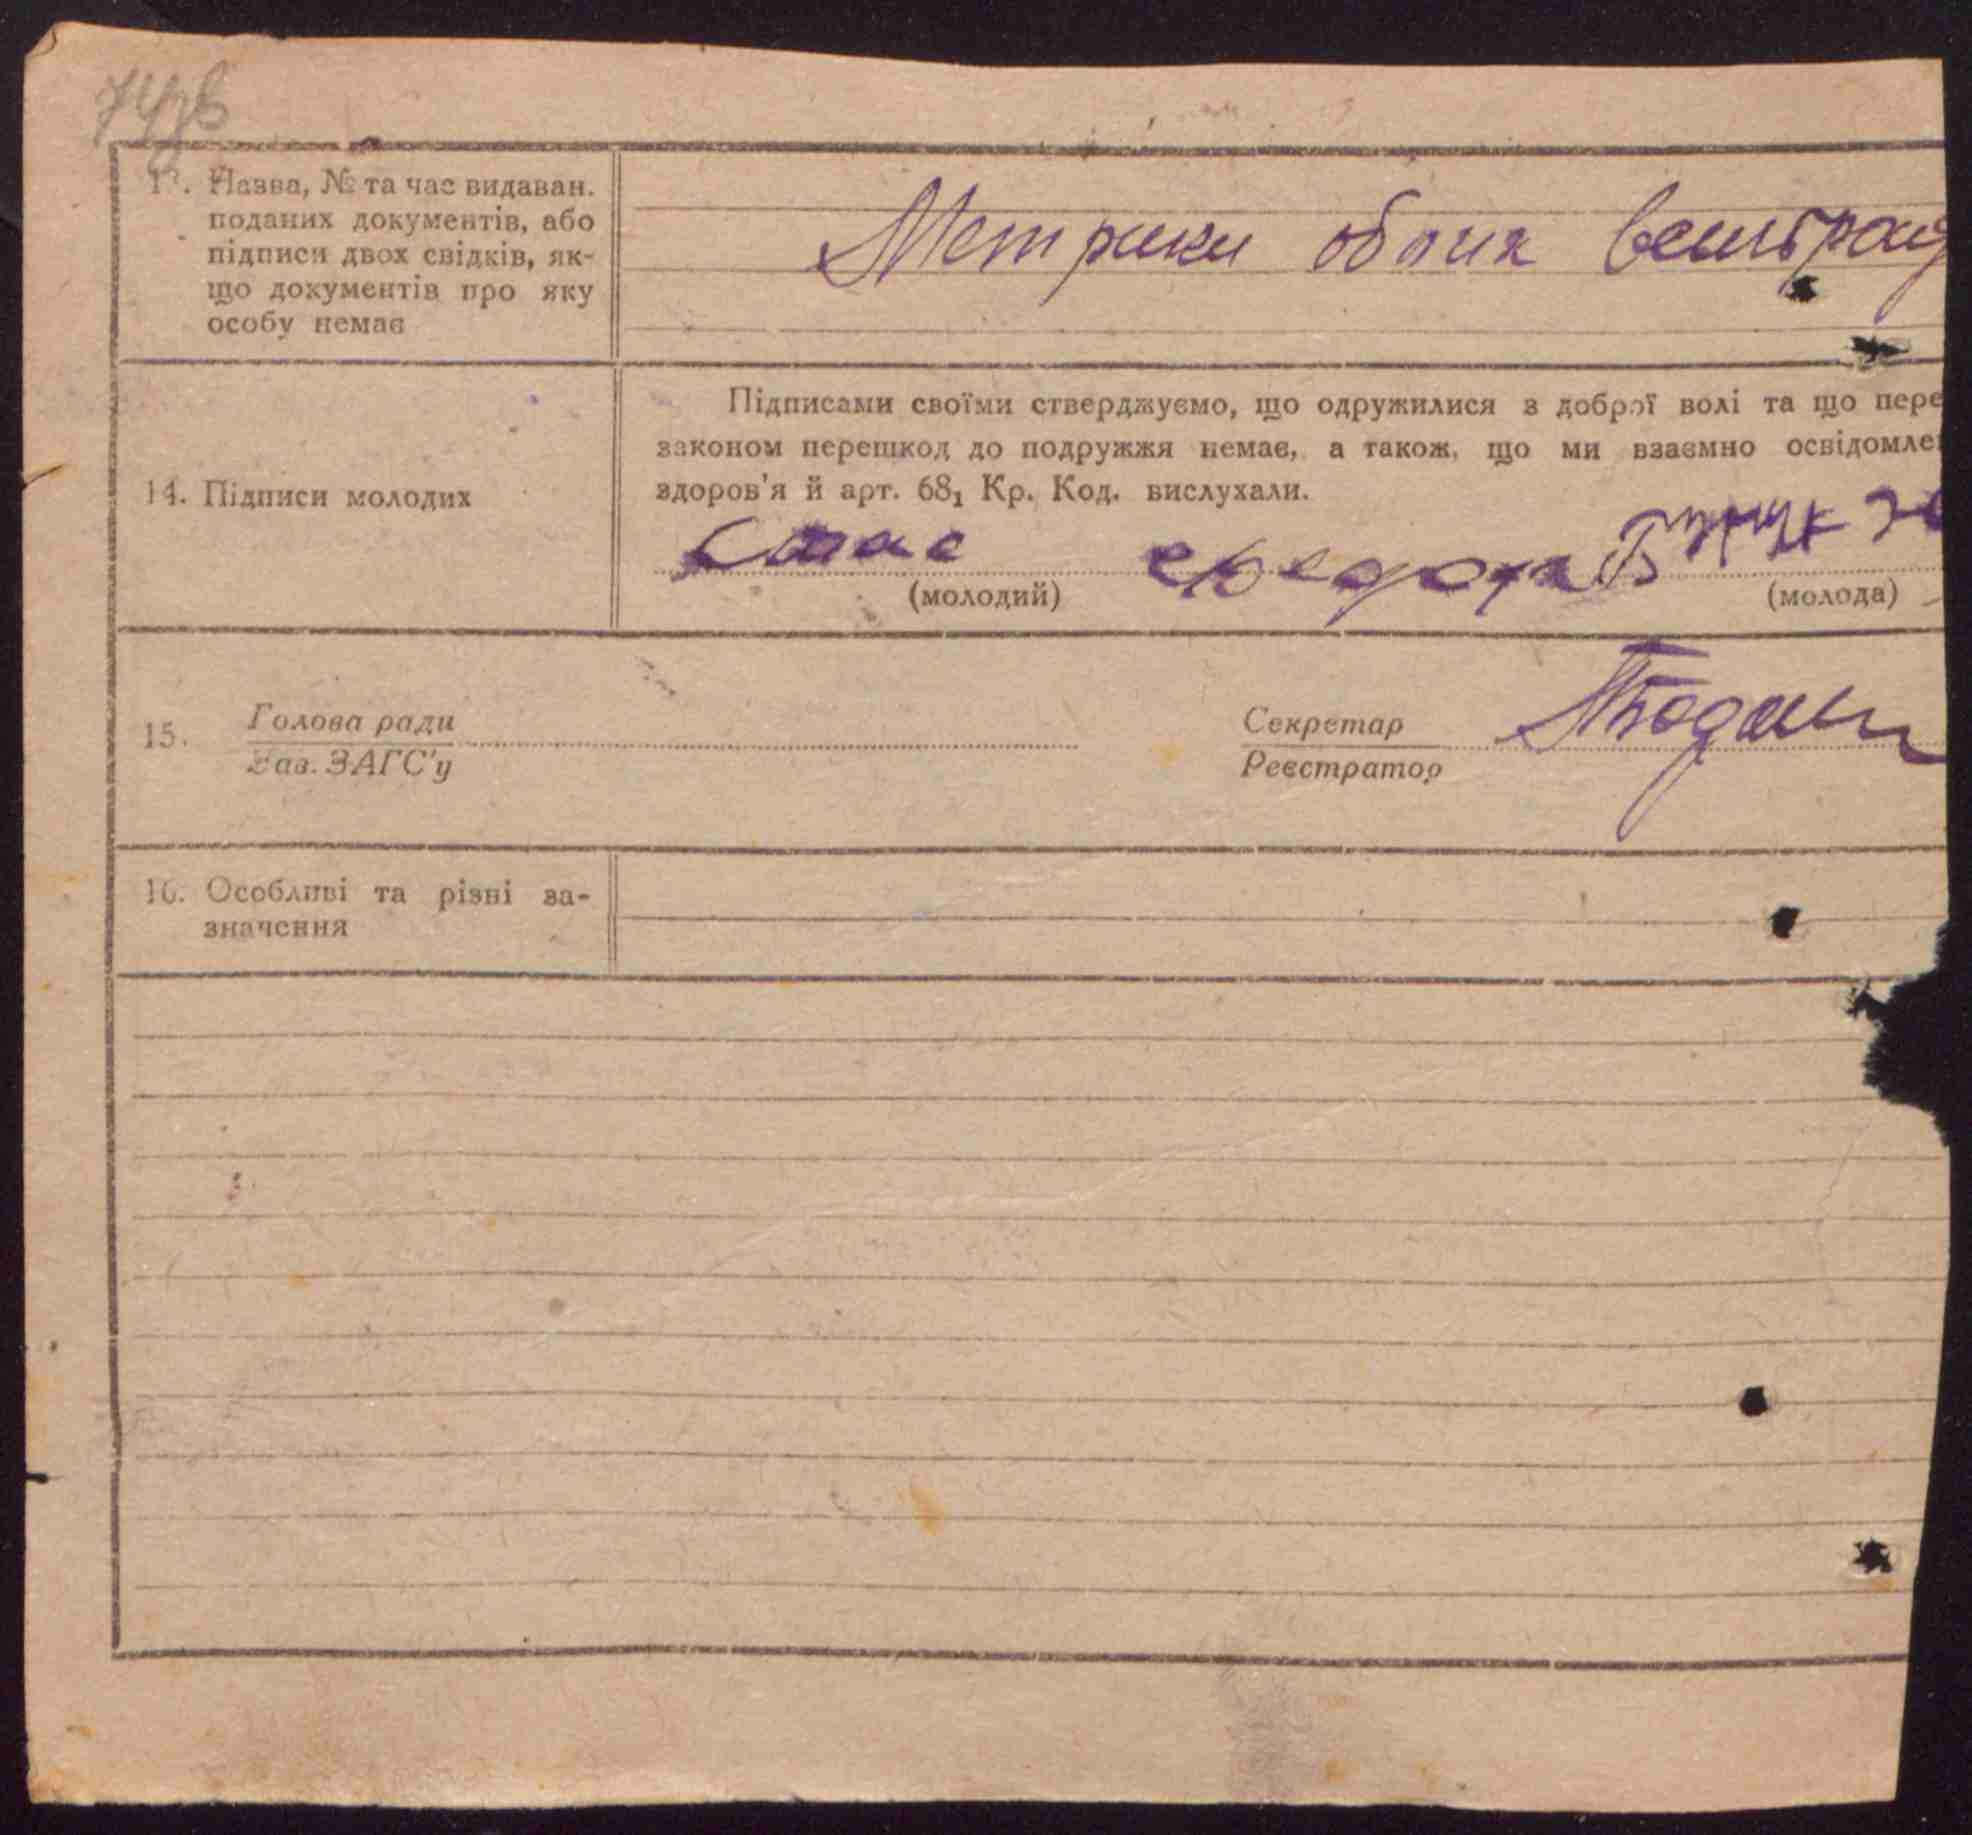 74зв
13. Назва, № та час видаван.
поданих документів, або
підписи двох свідків, як-
що документів про яку
особу немає
Метрики обоих
14. Підписи молодих
Підписами своїми стверджуємо, що одружилися з доброї волі та що пере
законом перешкод до подружжя немає, а також, що ми взаємно освідомле
здоров'я й арт. 68₁ Кр. Код. вислухали.
Стас
(молодий)
(молода)
15. Голова ради
Зав. ЗАГС'у
Секретар
Реєстратор
16. Особливі та різні за-
значення